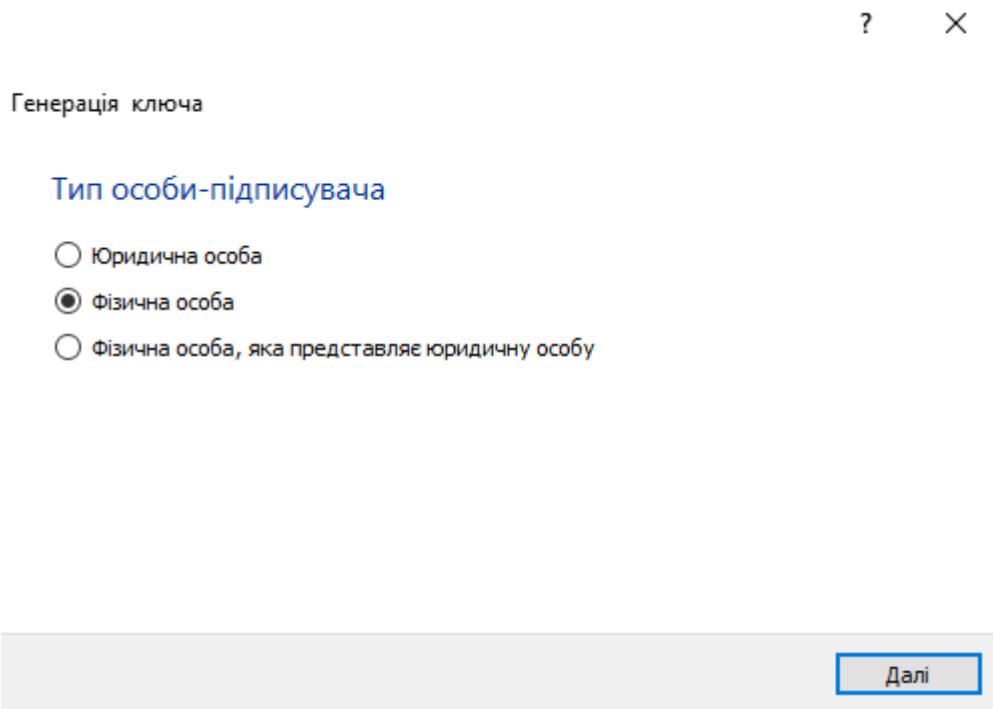 ?
Генерація ключа
Тип особи-підписувача
Юридична особа
Фізична особа
Фізична особа, яка представляє юридичну особу
Далі